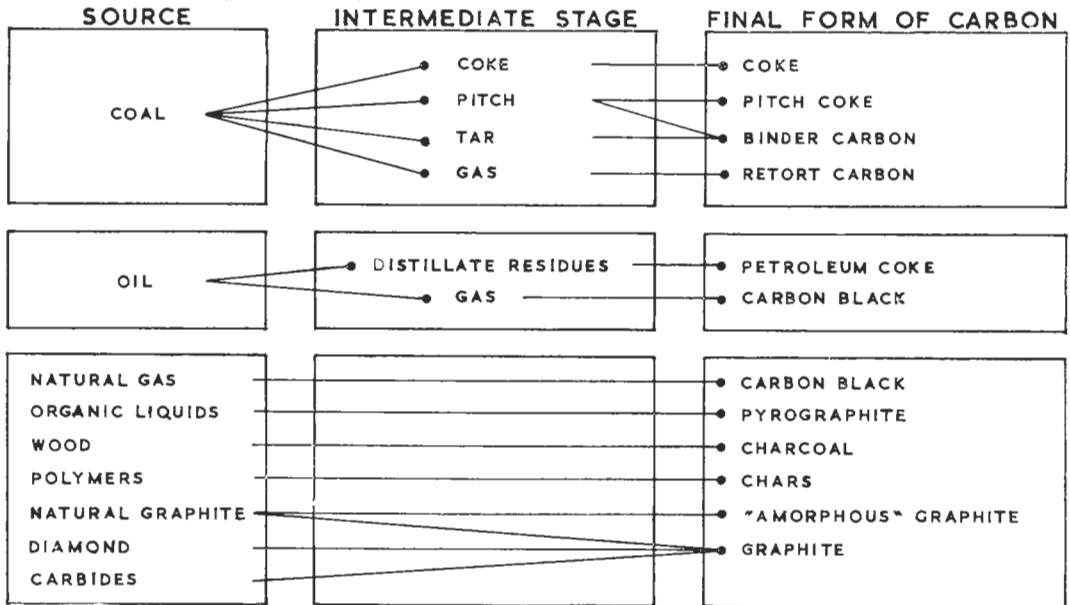 SOURCE INTERMEDIATE STAGE FINAL FORM OF CARBON
COAL
COKE
PITCH
TAR
GAS
COKE
PITCH COKE
BINDER CARBON
RETORT CARBON
OIL
DISTILLATE RESIDUES
GAS
PETROLEUM COKE
CARBON BLACK
NATURAL GAS
ORGANIC LIQUIDS
WOOD
POLYMERS
NATURAL GRAPHITE
DIAMOND
CARBIDES
CARBON BLACK
PYROGRAPHITE
CHARCOAL
CHARS
"AMORPHOUS" GRAPHITE
GRAPHITE